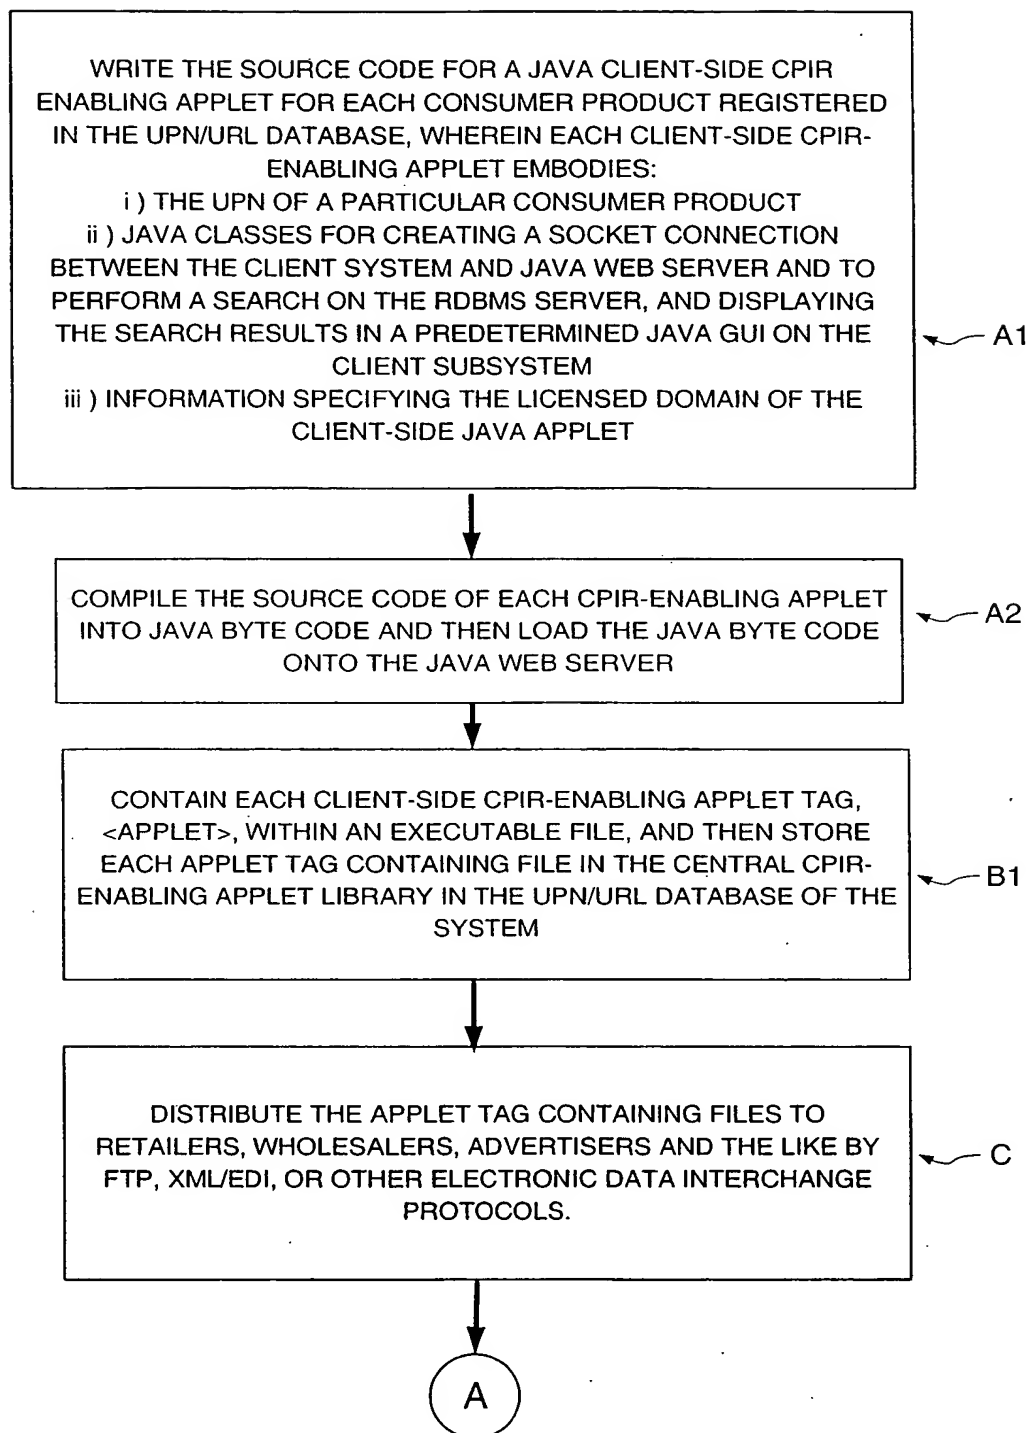 WRITE THE SOURCE CODE FOR A JAVA CLIENT-SIDE CPIR
ENABLING APPLET FOR EACH CONSUMER PRODUCT REGISTERED
IN THE UPN/URL DATABASE, WHEREIN EACH CLIENT-SIDE CPIR-
ENABLING APPLET EMBODIES:
i ) THE UPN OF A PARTICULAR CONSUMER PRODUCT
ii ) JAVA CLASSES FOR CREATING A SOCKET CONNECTION
BETWEEN THE CLIENT SYSTEM AND JAVA WEB SERVER AND TO
PERFORM A SEARCH ON THE RDBMS SERVER, AND DISPLAYING
THE SEARCH RESULTS IN A PREDETERMINED JAVA GUI ON THE
CLIENT SUBSYSTEM
iii ) INFORMATION SPECIFYING THE LICENSED DOMAIN OF THE
CLIENT-SIDE JAVA APPLET
A1
COMPILE THE SOURCE CODE OF EACH CPIR-ENABLING APPLET
INTO JAVA BYTE CODE AND THEN LOAD THE JAVA BYTE CODE
ONTO THE JAVA WEB SERVER
A2
CONTAIN EACH CLIENT-SIDE CPIR-ENABLING APPLET TAG,
<APPLET>, WITHIN AN EXECUTABLE FILE, AND THEN STORE
EACH APPLET TAG CONTAINING FILE IN THE CENTRAL CPIR-
ENABLING APPLET LIBRARY IN THE UPN/URL DATABASE OF THE
SYSTEM
B1
DISTRIBUTE THE APPLET TAG CONTAINING FILES TO
RETAILERS, WHOLESALERS, ADVERTISERS AND THE LIKE BY
FTP, XML/EDI, OR OTHER ELECTRONIC DATA INTERCHANGE
PROTOCOLS.
C
A